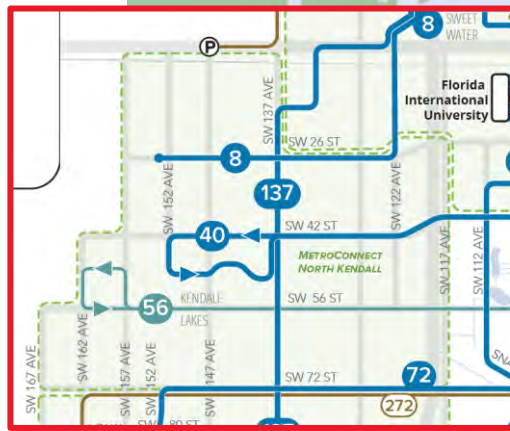 8
SWEET
WATER
P
Florida
International
University
SW 137 AVE
SW 26 ST
8
SW 152 AVE
137
SW 122 AVE
40
SW 42 ST
METROCONNECT
NORTH KENDALL
SW 117 AVE
SW 112 AVE
56
KENDALE
LAKES
SW 56 ST
SW 167 AVE
SW 162 AVE
SW 157 AVE
SW 152 AVE
SW 147 AVE
SW 72 ST
72
272
80 ST